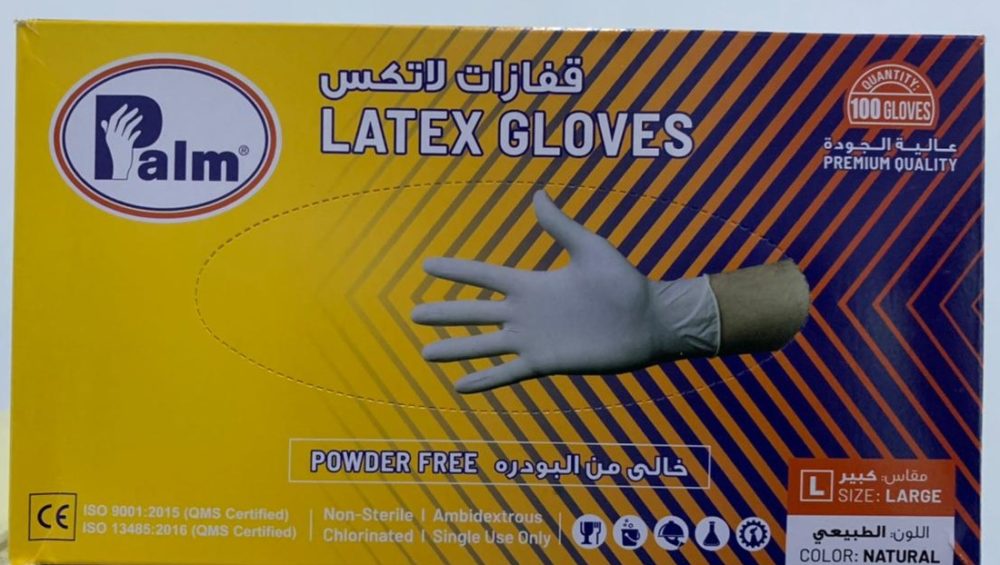 Palm®
قفازات لاتكس
LATEX GLOVES
QUANTITY:
100 GLOVES
عالية الجودة
PREMIUM QUALITY
POWDER FREE خالي من البودره
CE
ISO 9001:2015 (QMS Certified)
ISO 13485:2016 (QMS Certified)
Non-Sterile | Ambidextrous
Chlorinated | Single Use Only
L
مقاس: كبير
SIZE: LARGE
اللون: الطبيعي
COLOR: NATURAL